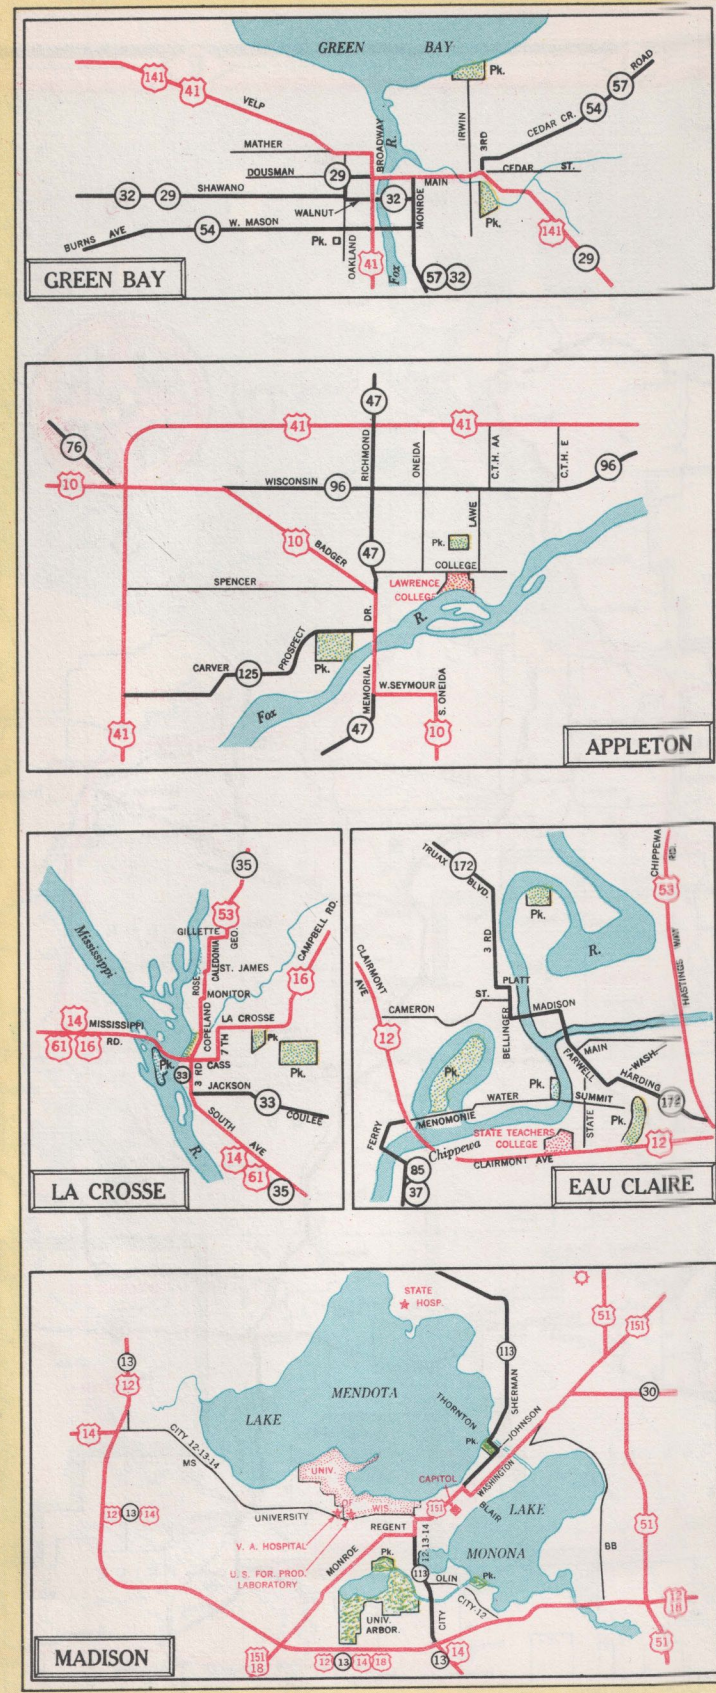 GREEN BAY
Pk.
141
41
VELP
MATHER
DOUSMAN
29
32
29
SHAWANO
WALNUT
54
W. MASON
BURNS AVE
Pk.
OAKLAND
41
BROADWAY
R.
32
MAIN
MONROE
Fox
57
32
IRWIN
3RD
CEDAR CR.
54
57
ROAD
CEDAR ST.
Pk.
141
29
GREEN BAY
47
41
41
76
10
WISCONSIN
96
RICHMOND
ONEIDA
C.T.H. AA
C.T.H. E
96
10
BADGER
47
LAWE
Pk.
COLLEGE
SPENCER
LAWRENCE
COLLEGE
R.
DR.
PROSPECT
CARVER
125
Pk.
MEMORIAL
W. SEYMOUR
S. ONEIDA
Fox
41
47
10
APPLETON
35
53
Mississippi
GILLETTE
GEO.
CALEDONIA
ROSE
ST. JAMES
MONITOR
CAMPBELL RD.
16
COPELAND
LA CROSSE
14
MISSISSIPPI
RD.
61
16
7TH
Pk
Pk.
Pk.
CASS
33
3 RD
JACKSON
33
COULEE
SOUTH AVE
R.
14
61
35
LA CROSSE
TRUAX BLVD.
172
CHIPPEWA RD.
53
Pk.
3 RD
R.
CLAIRMONT AVE
HASTINGS WAY
PLATT
ST.
CAMERON
BELLINGER
MADISON
12
MAIN
FARWELL
WASH.
HARDING
Pk.
Pk.
WATER
SUMMIT
172
MENOMONIE
STATE
Pk.
FERRY
Chippewa
STATE TEACHERS
COLLEGE
12
CLAIRMONT AVE
85
37
EAU CLAIRE
STATE
HOSP.
51
151
13
12
113
SHERMAN
30
LAKE MENDOTA
THORNTON
JOHNSON
Pk.
14
CITY 12-13-14
MS
UNIV.
OF
WIS.
CAPITOL
WASHINGTON
151
BLAIR
LAKE
MONONA
12
13
14
UNIVERSITY
REGENT
12-13-14
V. A. HOSPITAL
U. S. FOR. PROD.
LABORATORY
MONROE
Pk.
113
OLIN
Pk.
CITY 12
BB
51
UNIV.
ARBOR.
CITY
12
18
151
18
12
13
14
18
13
14
51
MADISON